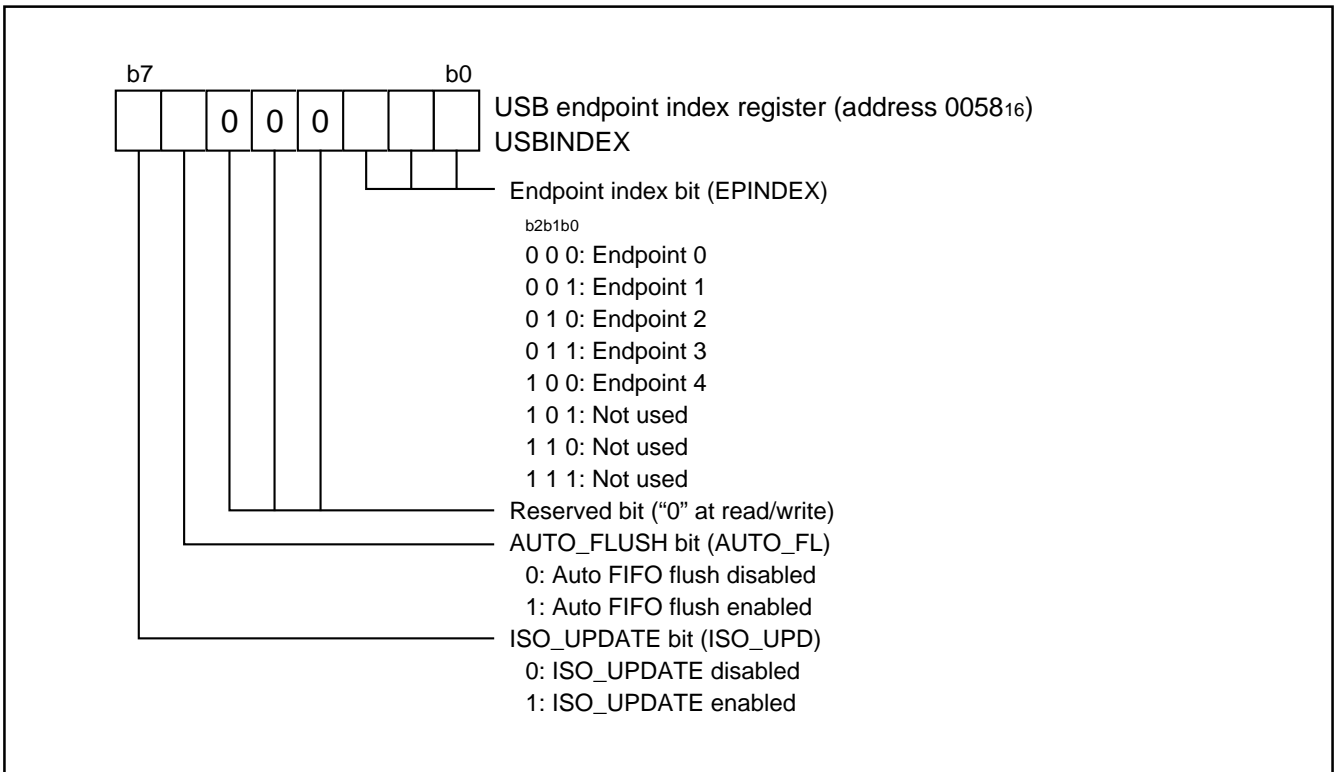 b7 b0
0 0 0
USB endpoint index register (address 005816)
USBINDEX
Endpoint index bit (EPINDEX)
b2b1b0
0 0 0: Endpoint 0
0 0 1: Endpoint 1
0 1 0: Endpoint 2
0 1 1: Endpoint 3
1 0 0: Endpoint 4
1 0 1: Not used
1 1 0: Not used
1 1 1: Not used
Reserved bit (“0” at read/write)
AUTO_FLUSH bit (AUTO_FL)
0: Auto FIFO flush disabled
1: Auto FIFO flush enabled
ISO_UPDATE bit (ISO_UPD)
0: ISO_UPDATE disabled
1: ISO_UPDATE enabled